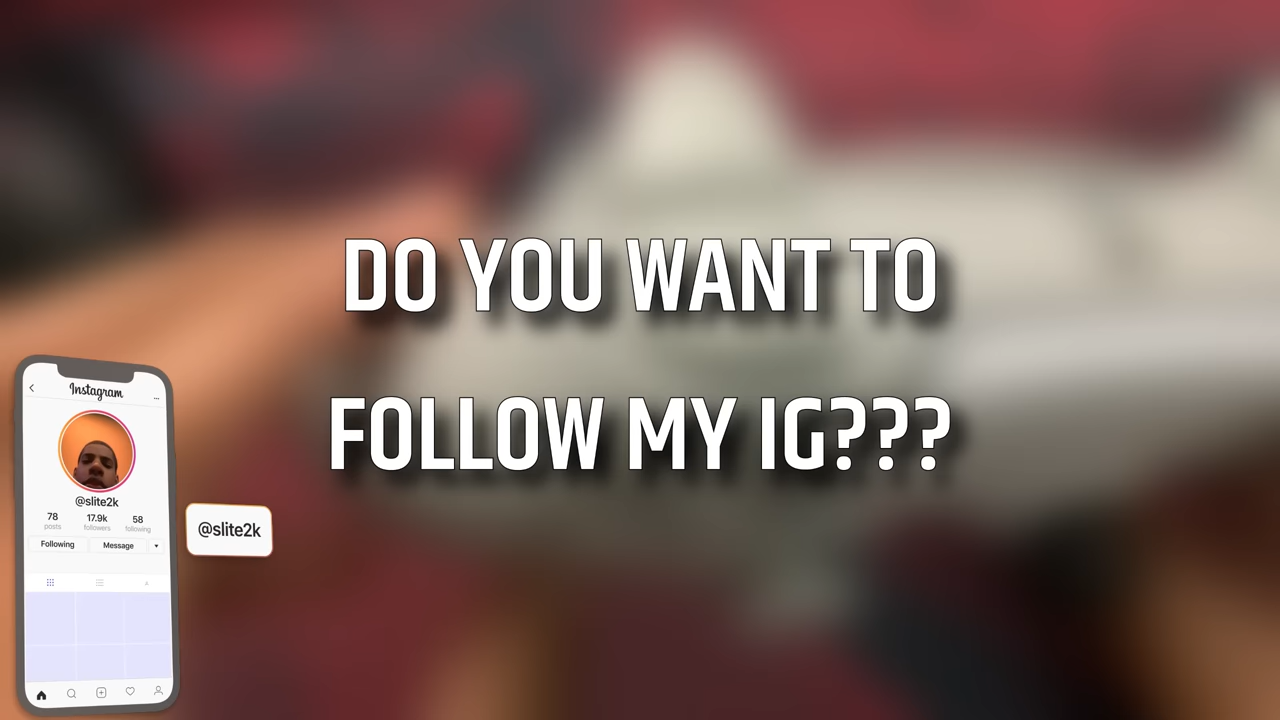 DO YOU WANT TO
FOLLOW MY IG???
Instagram
@slite2k
78 17.9k 58
posts followers following
Following Message
@slite2k